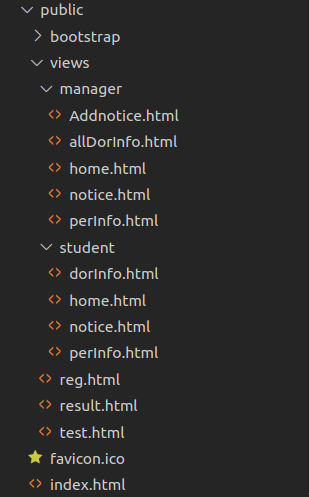 public
bootstrap
views
manager
Addnotice.html
allDorInfo.html
home.html
notice.html
perInfo.html
student
dorInfo.html
home.html
notice.html
perInfo.html
reg.html
result.html
test.html
favicon.ico
index.html